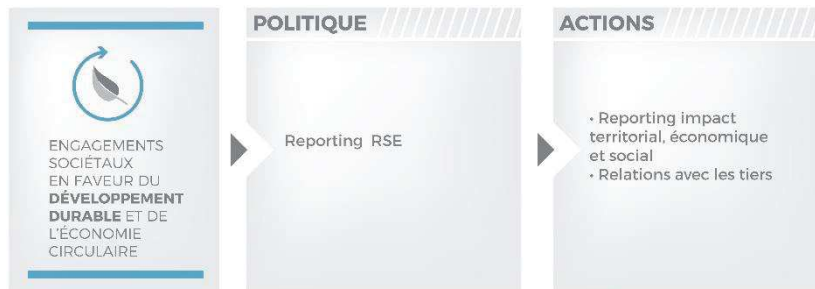 ENGAGEMENTS
SOCIÉTAUX
EN FAVEUR DU
DÉVELOPPEMENT
DURABLE ET DE
L'ÉCONOMIE
CIRCULAIRE
POLITIQUE
Reporting RSE
ACTIONS
• Reporting impact
territorial, économique
et social
• Relations avec les tiers